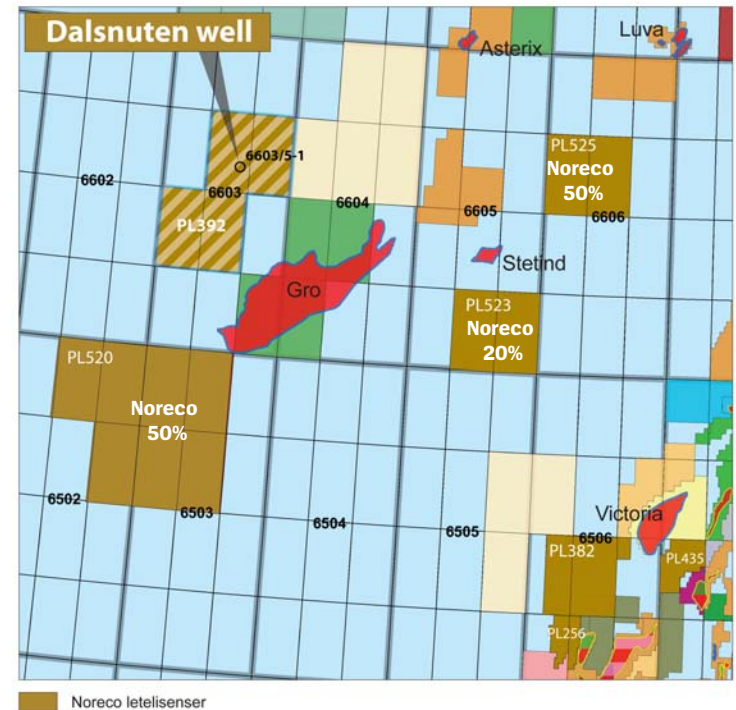 Dalsnuten well
Asterix
Luva
6603/5-1
6602
6603
6604
6605
PL525
Noreco
50%
6606
PL392
Stetind
Gro
PL523
Noreco
20%
PL520
Noreco
50%
6502
6503
6504
6505
Victoria
6506
PL382
PL435
PL256
Noreco letelisenser